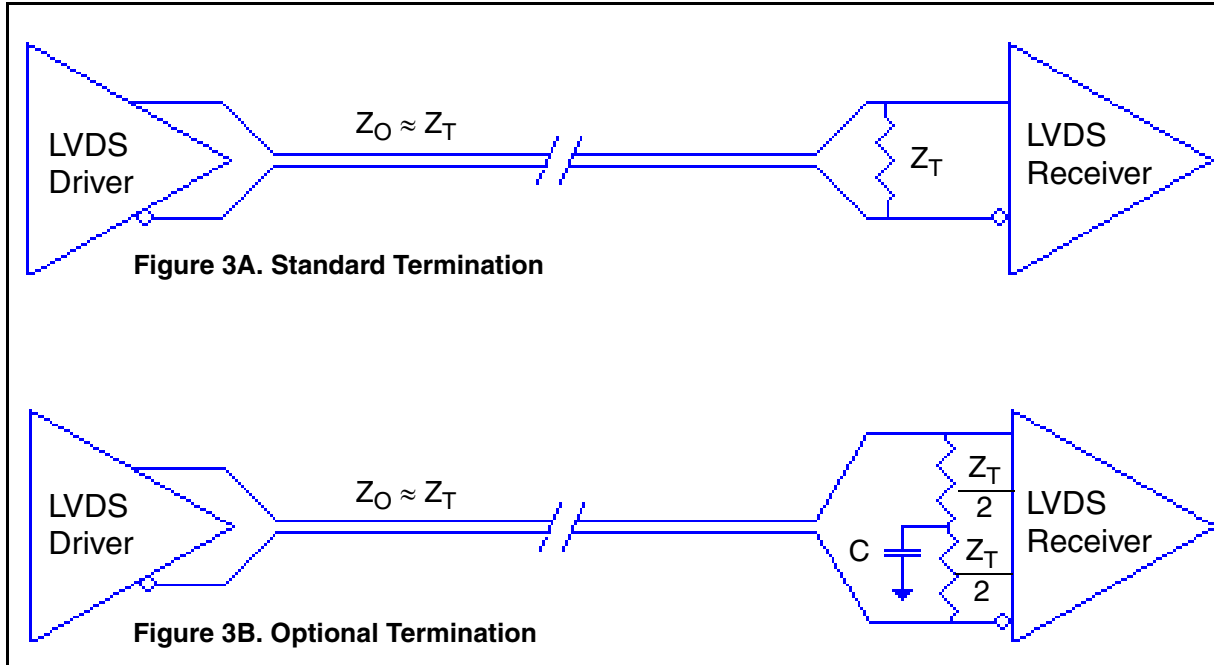 LVDS
Driver
Z_O ≈ Z_T
Z_T
LVDS
Receiver
Figure 3A. Standard Termination
LVDS
Driver
Z_O ≈ Z_T
C
Z_T
2
Z_T
2
LVDS
Receiver
Figure 3B. Optional Termination